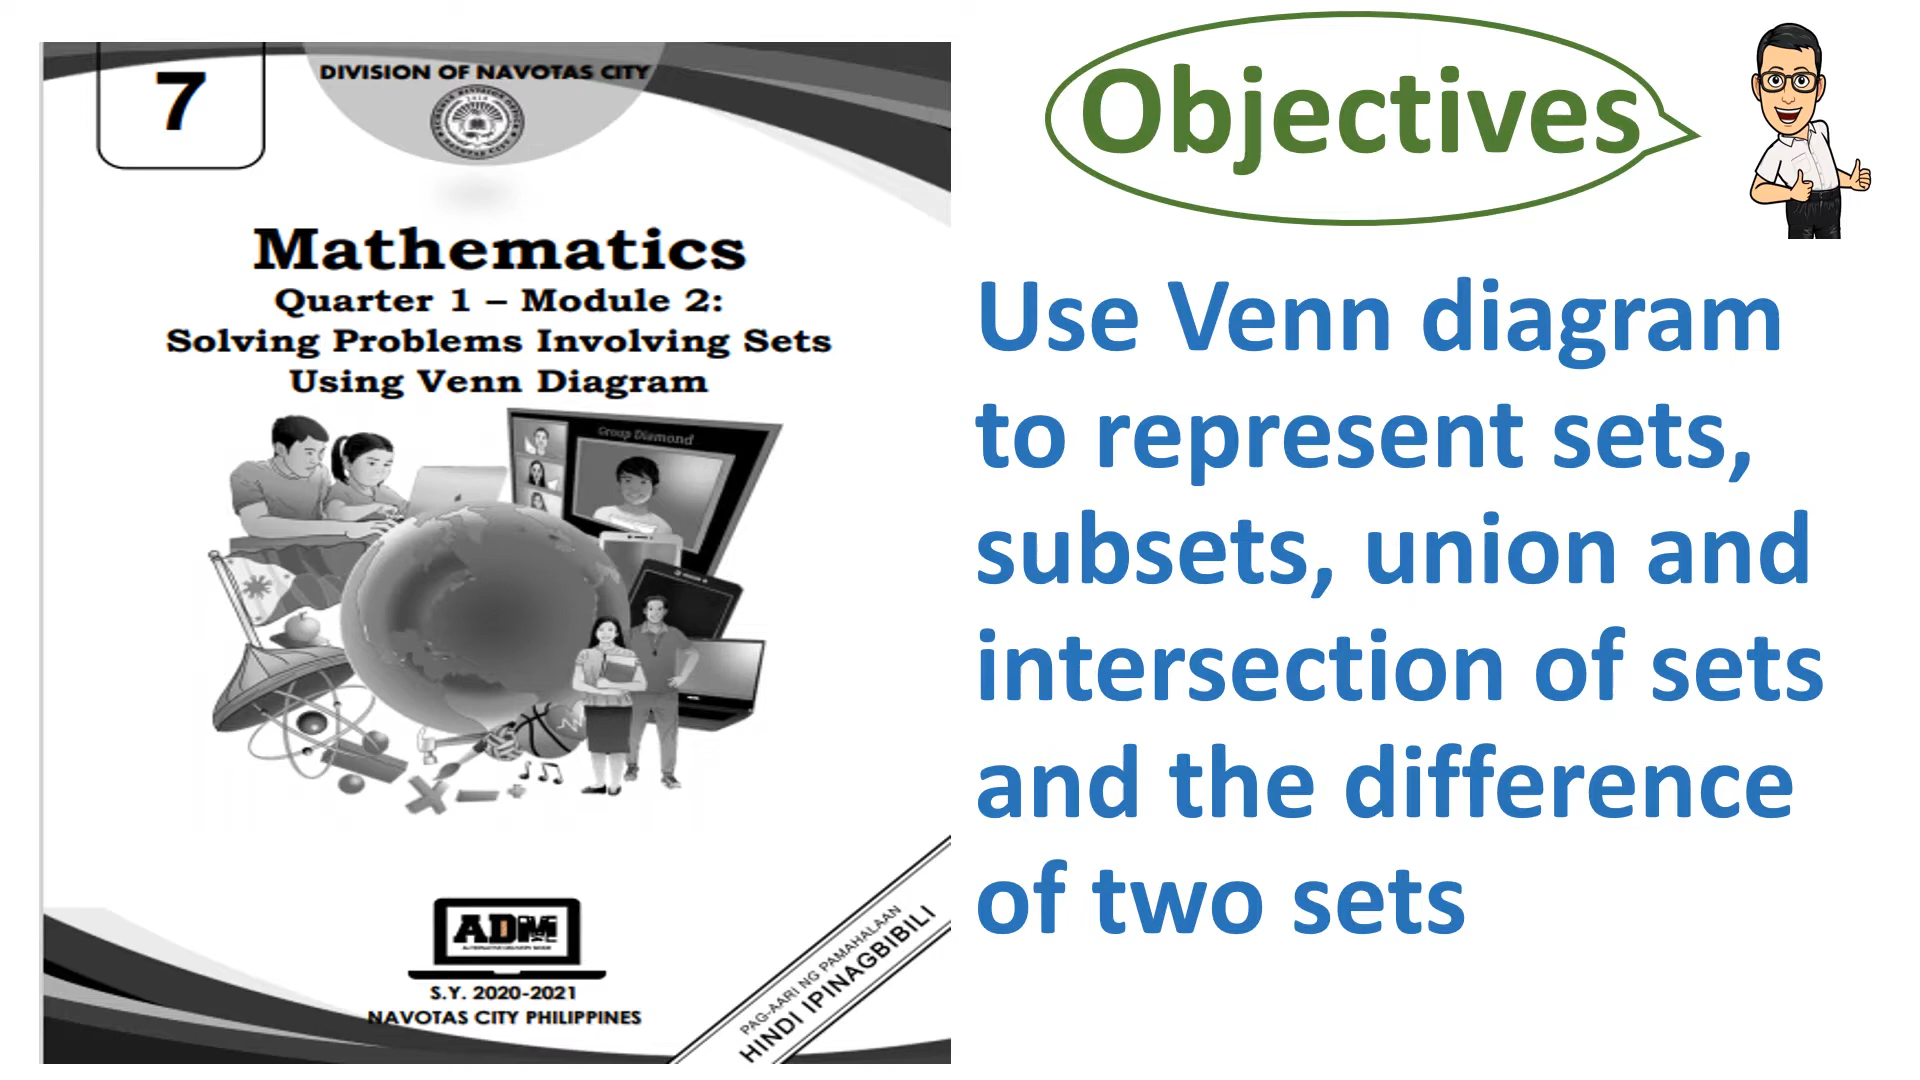 7
DIVISION OF NAVOTAS CITY
Mathematics
Quarter 1 – Module 2:
Solving Problems Involving Sets
Using Venn Diagram
Group Diamond
ADM
S.Y. 2020-2021
NAVOTAS CITY PHILIPPINES
PAG-AARI NG PAMAHALAAN
HINDI IPINAGBIBILI
Objectives
Use Venn diagram
to represent sets,
subsets, union and
intersection of sets
and the difference
of two sets